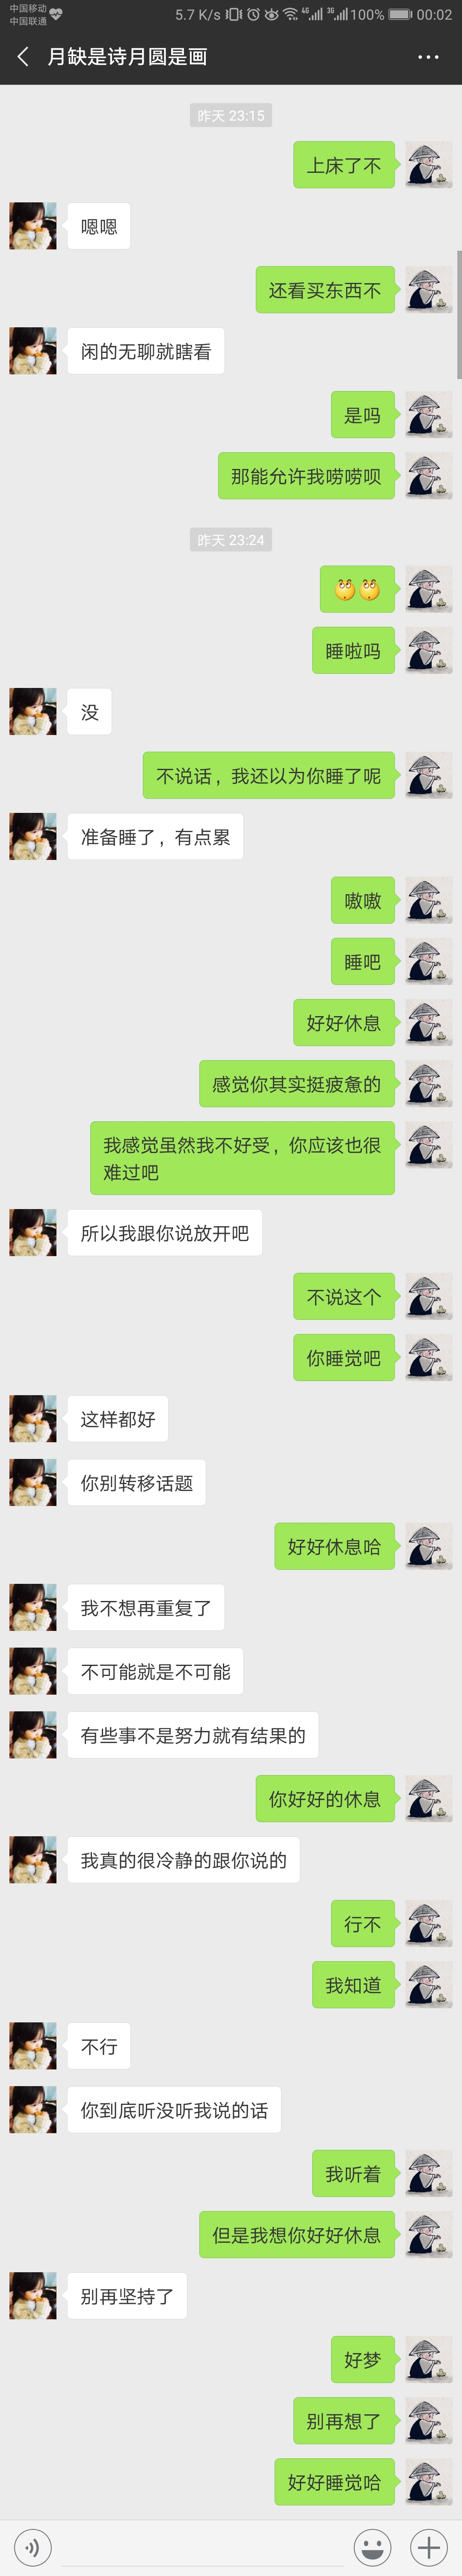 中国移动
中国联通
5.7 K/s 4G 3G 100% 00:02
月缺是诗月圆是画
昨天 23:15
上床了不
嗯嗯
还看买东西不
闲的无聊就瞎看
是吗
那能允许我唠唠呗
昨天 23:24
睡啦吗
没
不说话，我还以为你睡了呢
准备睡了，有点累
嗷嗷
睡吧
好好休息
感觉你其实挺疲惫的
我感觉虽然我不好受，你应该也很
难过吧
所以我跟你说放开吧
不说这个
你睡觉吧
这样都好
你别转移话题
好好休息哈
我不想再重复了
不可能就是不可能
有些事不是努力就有结果的
你好好的休息
我真的很冷静的跟你说的
行不
我知道
不行
你到底听没听我说的话
我听着
但是我想你好好休息
别再坚持了
好梦
别再想了
好好睡觉哈